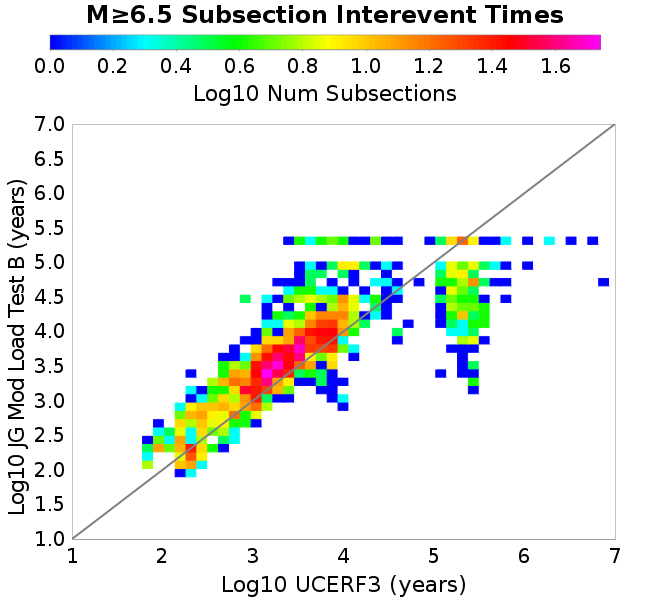 M≥6.5 Subsection Interevent Times
0.0 0.2 0.4 0.6 0.8 1.0 1.2 1.4 1.6
Log10 Num Subsections
Log10 JG Mod Load Test B (years)
7.0
6.5
6.0
5.5
5.0
4.5
4.0
3.5
3.0
2.5
2.0
1.5
1.0
1 2 3 4 5 6 7
Log10 UCERF3 (years)